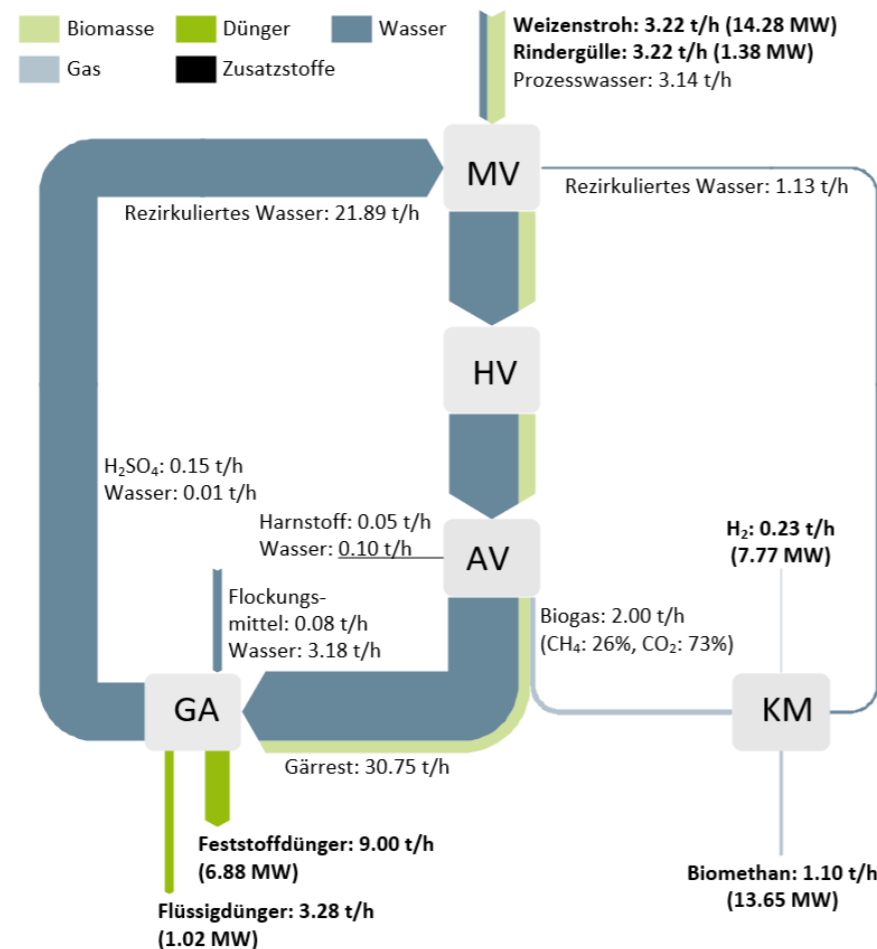 Biomasse
Dünger
Wasser
Gas
Zusatzstoffe
Weizenstroh: 3.22 t/h (14.28 MW)
Rindergülle: 3.22 t/h (1.38 MW)
Prozesswasser: 3.14 t/h
MV
Rezirkuliertes Wasser: 21.89 t/h
Rezirkuliertes Wasser: 1.13 t/h
HV
H₂SO₄: 0.15 t/h
Wasser: 0.01 t/h
Harnstoff: 0.05 t/h
Wasser: 0.10 t/h
AV
H₂: 0.23 t/h
(7.77 MW)
Flockungs-
mittel: 0.08 t/h
Wasser: 3.18 t/h
Biogas: 2.00 t/h
(CH₄: 26%, CO₂: 73%)
GA
KM
Gärrest: 30.75 t/h
Feststoffdünger: 9.00 t/h
(6.88 MW)
Flüssigdünger: 3.28 t/h
(1.02 MW)
Biomethan: 1.10 t/h
(13.65 MW)